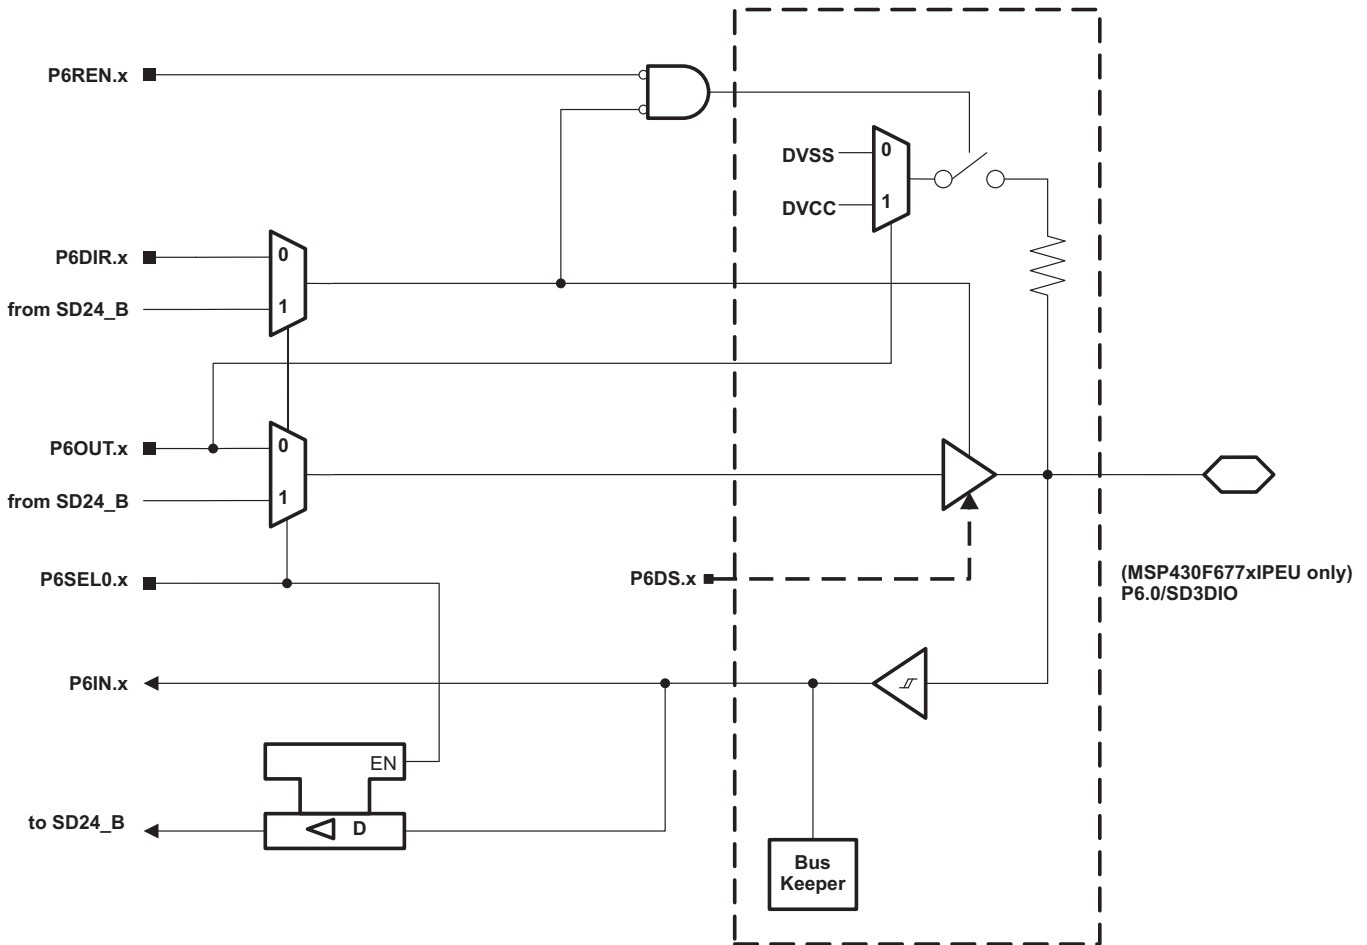 P6REN.x
DVSS
0
DVCC
1
P6DIR.x
0
from SD24_B
1
P6OUT.x
0
from SD24_B
1
P6SEL0.x
P6DS.x
(MSP430F677xIPEU only)
P6.0/SD3DIO
P6IN.x
EN
to SD24_B
D
Bus
Keeper